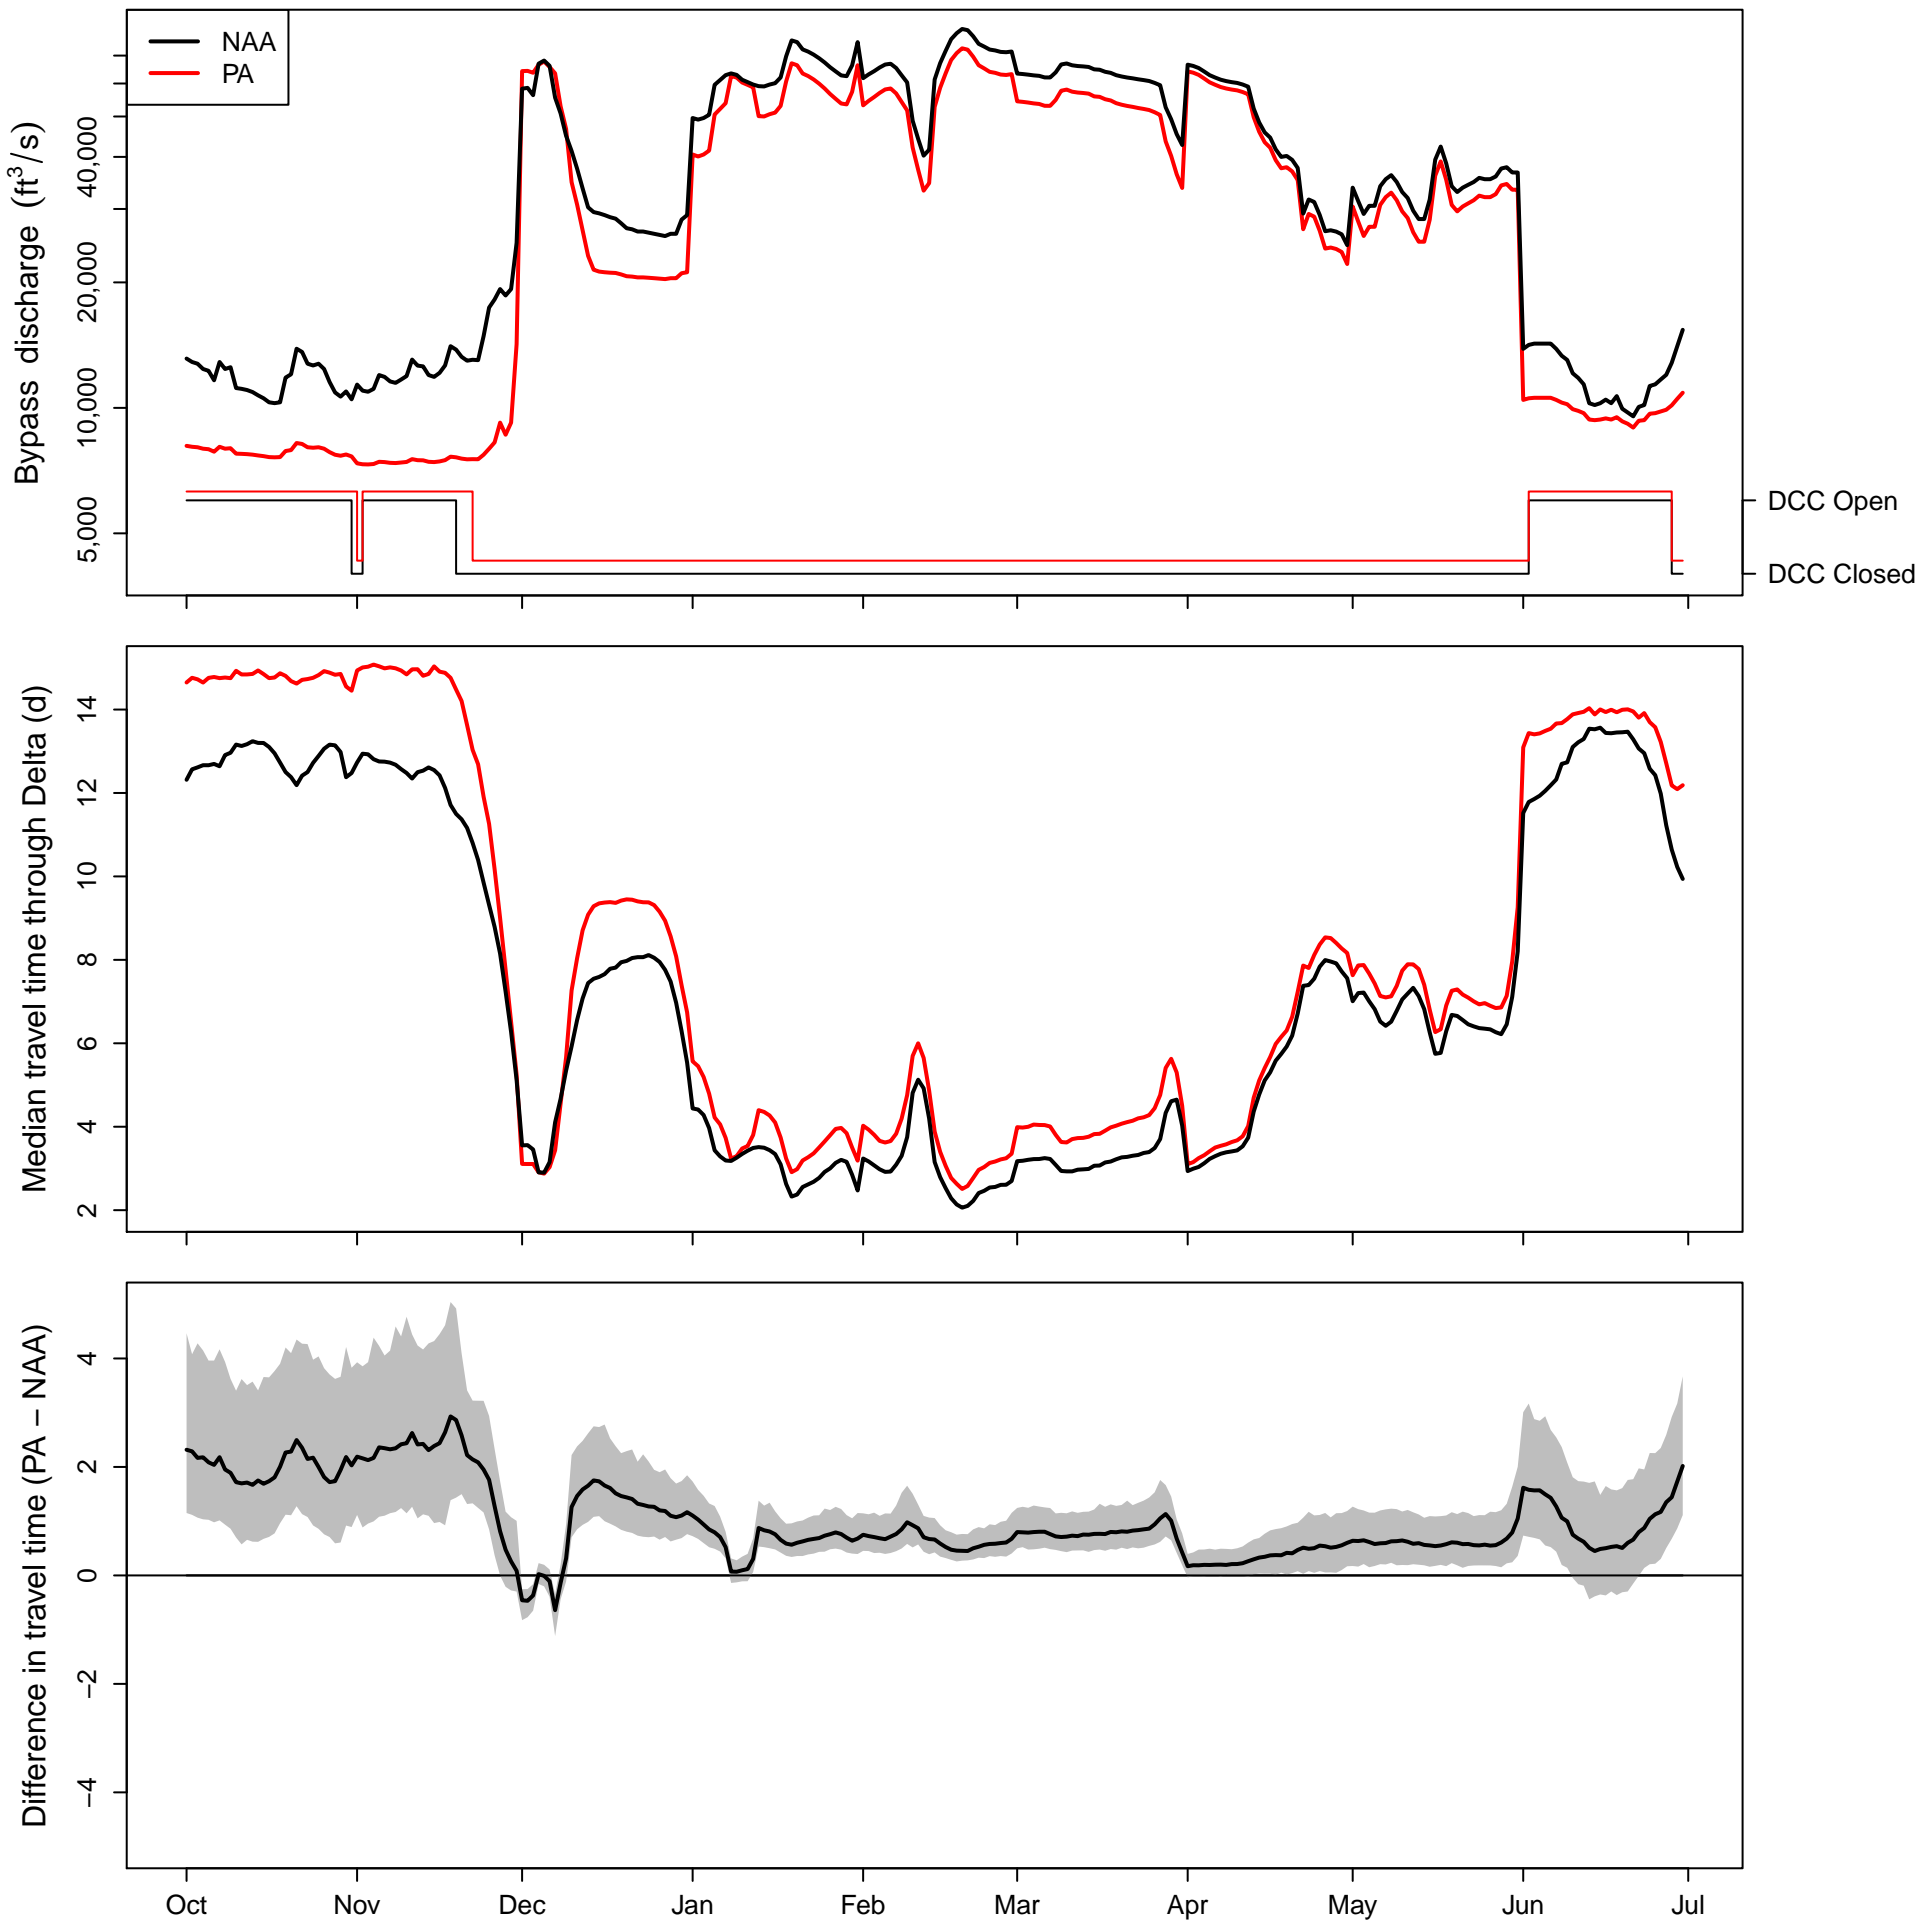 NAA
PA
Bypass discharge (ft³/s)
40,000
20,000
10,000
5,000
DCC Open
DCC Closed
Median travel time through Delta (d)
14
12
10
8
6
4
2
Difference in travel time (PA − NAA)
4
2
0
−2
−4
Oct Nov Dec Jan Feb Mar Apr May Jun Jul